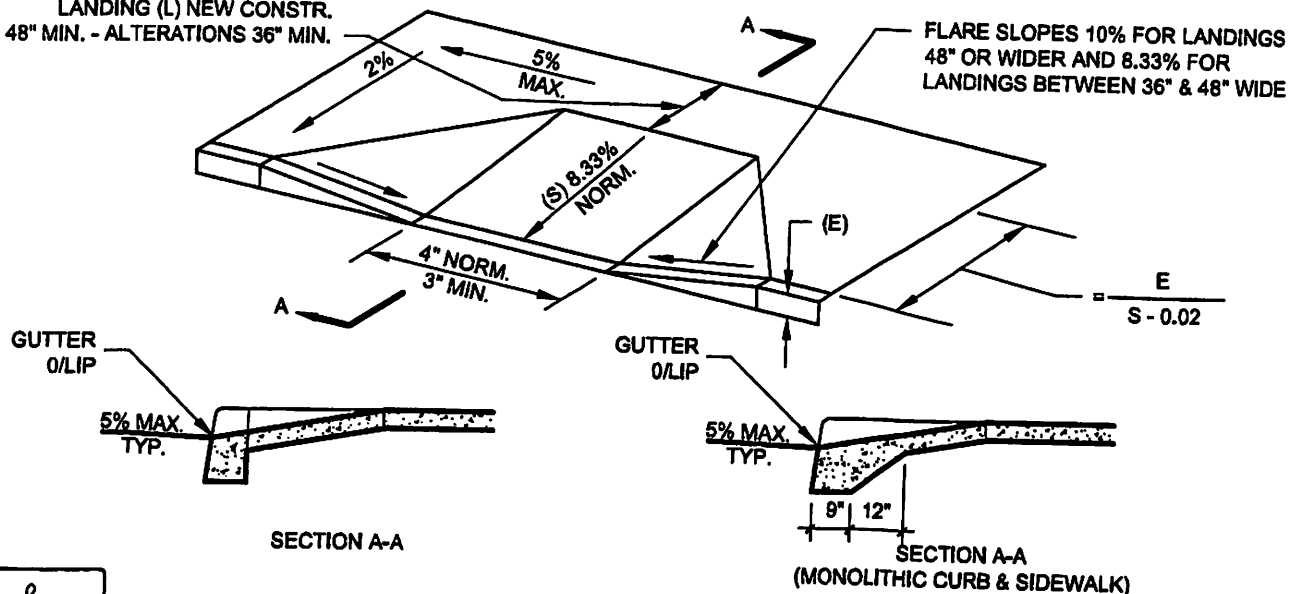 LANDING (L) NEW CONSTR.
48" MIN. - ALTERATIONS 36" MIN.
A
FLARE SLOPES 10% FOR LANDINGS
48" OR WIDER AND 8.33% FOR
LANDINGS BETWEEN 36" & 48" WIDE
2%
5%
MAX.
(S) 8.33%
NORM.
(E)
4" NORM.
3" MIN.
A
= E
S - 0.02
GUTTER
0/LIP
5% MAX.
TYP.
SECTION A-A
GUTTER
0/LIP
5% MAX.
TYP.
9" 12"
SECTION A-A
(MONOLITHIC CURB & SIDEWALK)